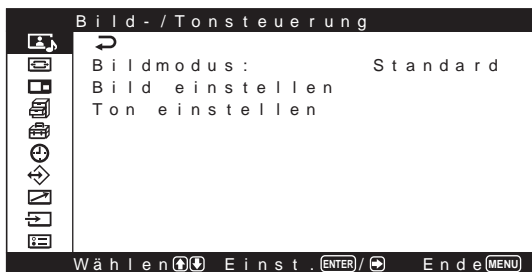 Bild-/Tonsteuerung
Bildmodus: Standard
Bild einstellen
Ton einstellen
Wählen Einst. ENTER / Ende MENU